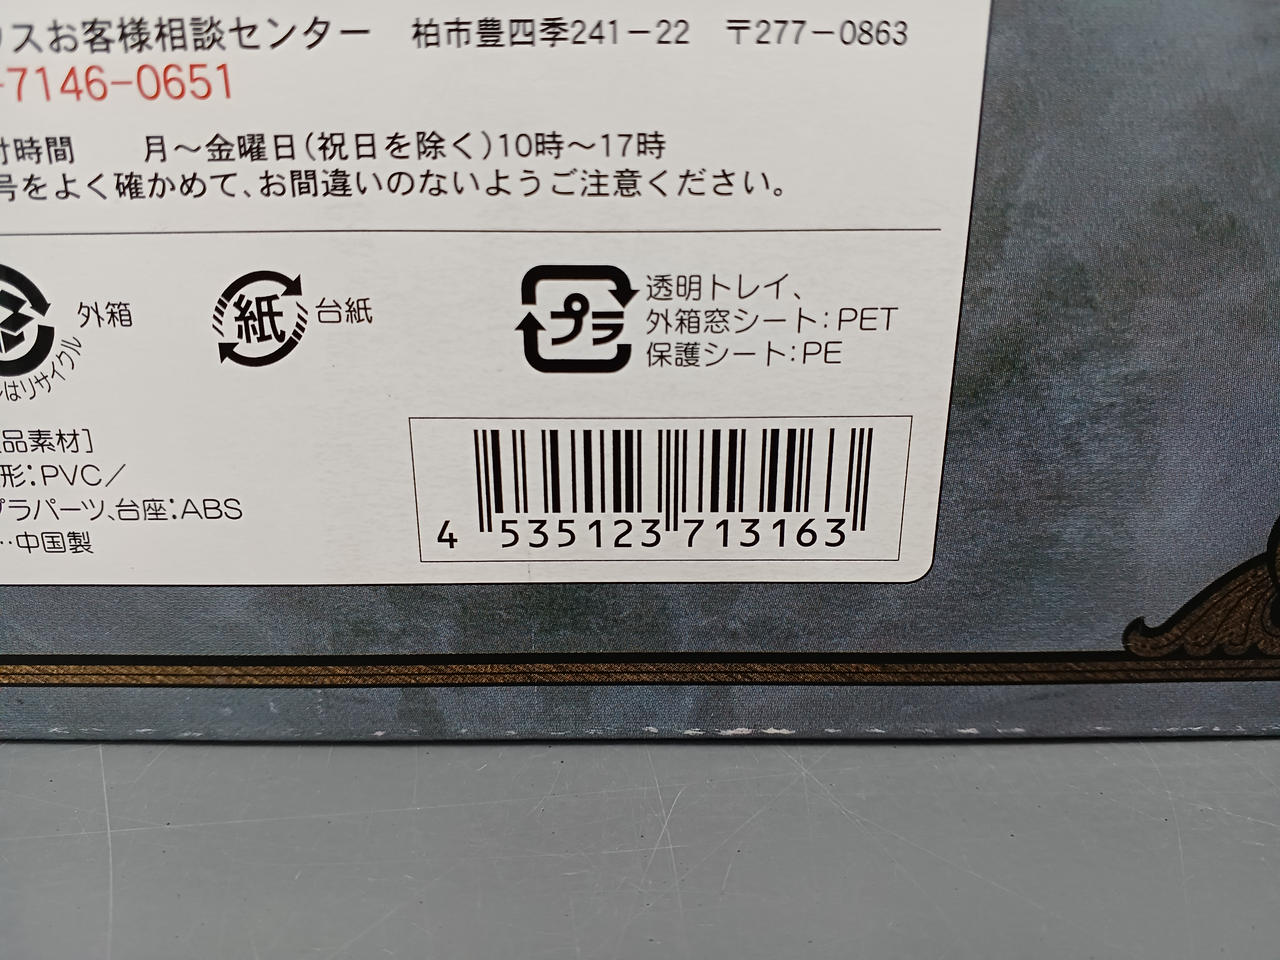 スお客様相談センター 柏市豊四季241−22 〒277−0863
-7146-0651
時間 月〜金曜日(祝日を除く)10時〜17時
号をよく確かめて、お間違いのないようご注意ください。
外箱
はリサイクル
紙
台紙
プラ
透明トレイ、
外箱窓シート:PET
保護シート:PE
品素材]
形:PVC/
プラパーツ、台座:ABS
…中国製
4 535123 713163